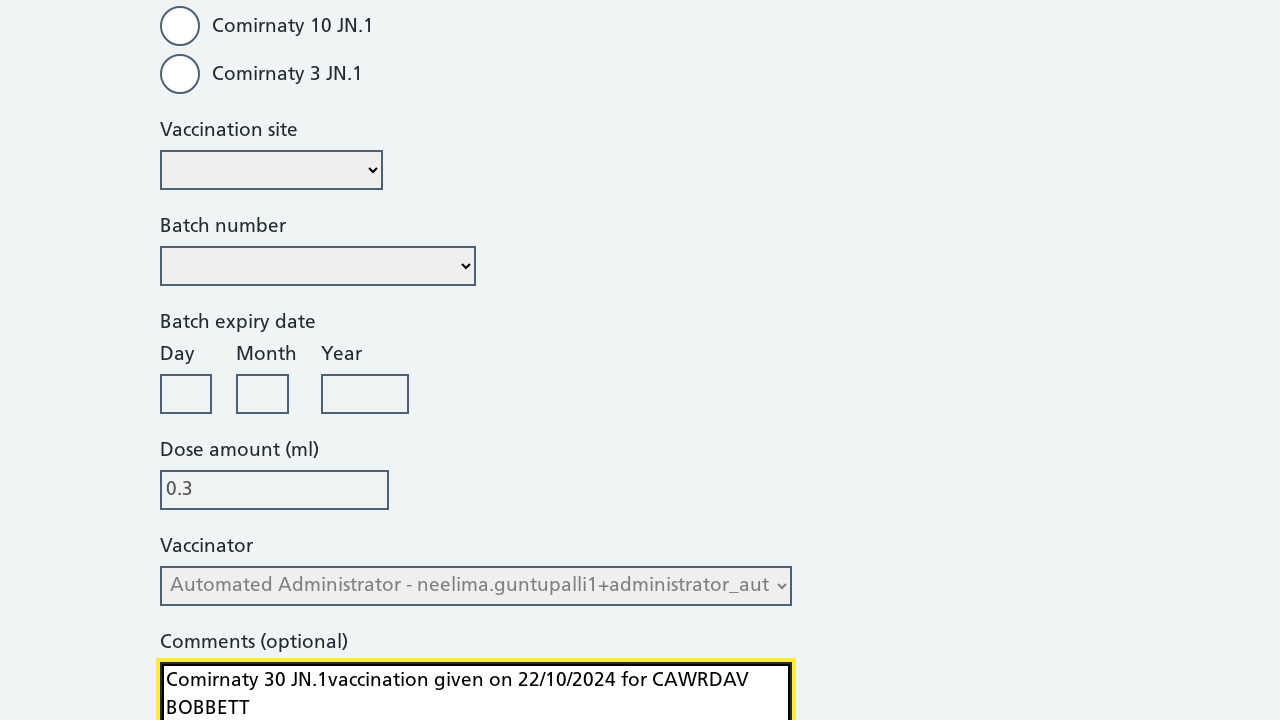 Comirnaty 10 JN.1
Comirnaty 3 JN.1
Vaccination site
Batch number
Batch expiry date
Day Month Year
Dose amount (ml)
0.3
Vaccinator
Automated Administrator - neelima.guntupalli1+administrator_aut
Comments (optional)
Comirnaty 30 JN.1vaccination given on 22/10/2024 for CAWRDAV
BOBBETT